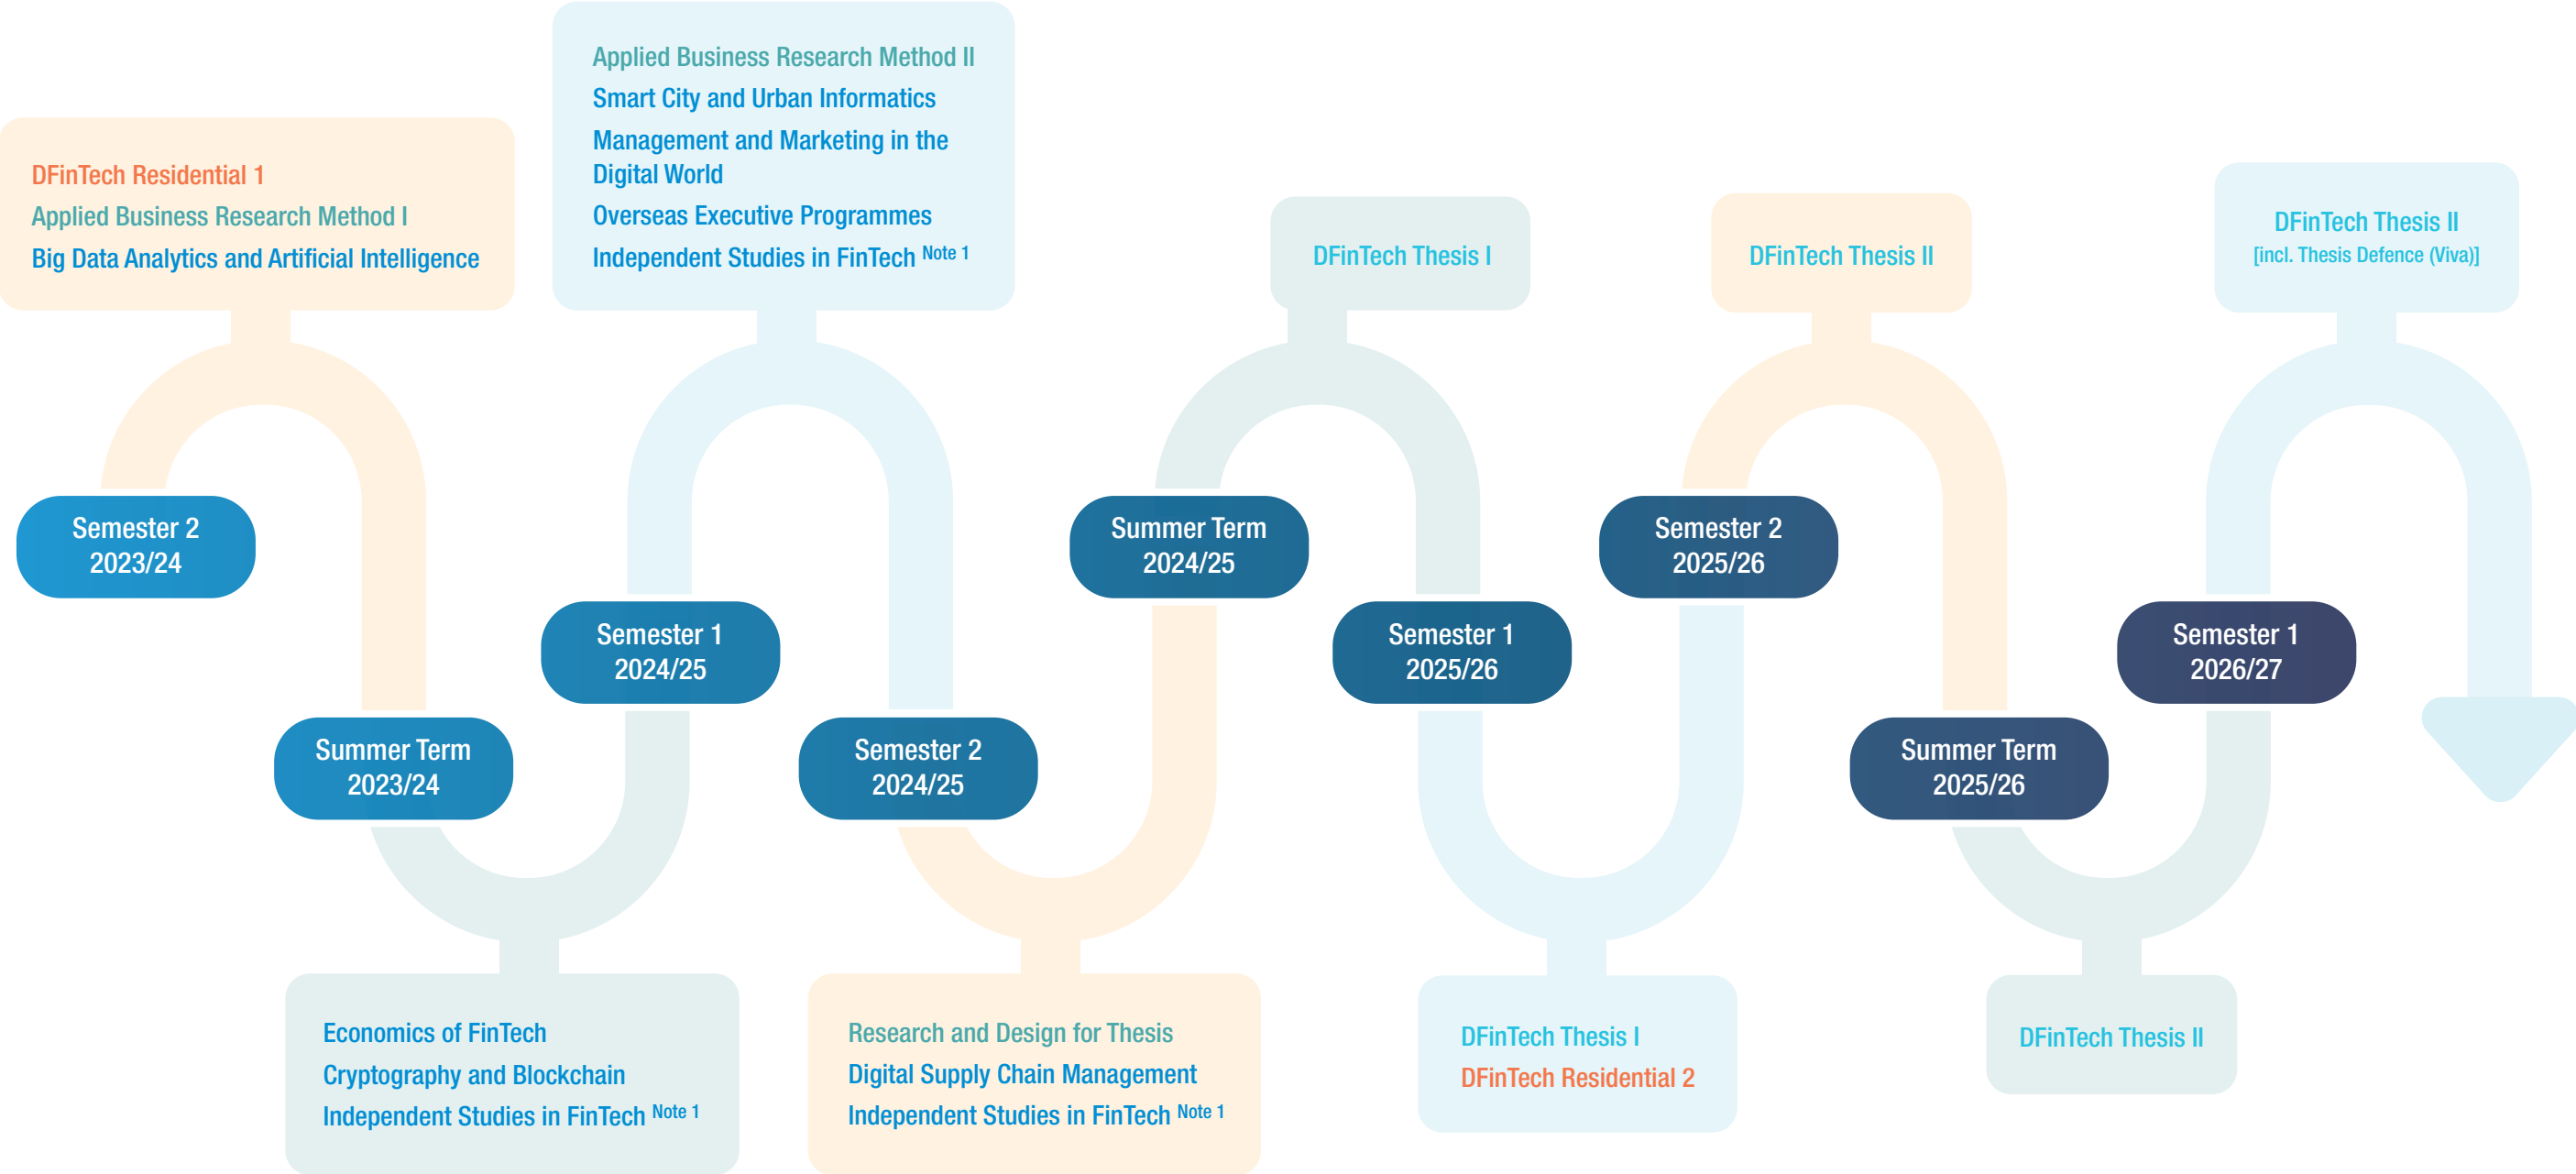 Semester 2
2023/24
DFinTech Residential 1
Applied Business Research Method I
Big Data Analytics and Artificial Intelligence
Summer Term
2023/24
Economics of FinTech
Cryptography and Blockchain
Independent Studies in FinTech Note 1
Semester 1
2024/25
Applied Business Research Method II
Smart City and Urban Informatics
Management and Marketing in the
Digital World
Overseas Executive Programmes
Independent Studies in FinTech Note 1
Semester 2
2024/25
Research and Design for Thesis
Digital Supply Chain Management
Independent Studies in FinTech Note 1
Summer Term
2024/25
DFinTech Thesis I
Semester 1
2025/26
DFinTech Thesis I
DFinTech Residential 2
Semester 2
2025/26
DFinTech Thesis II
Summer Term
2025/26
DFinTech Thesis II
Semester 1
2026/27
DFinTech Thesis II
[incl. Thesis Defence (Viva)]